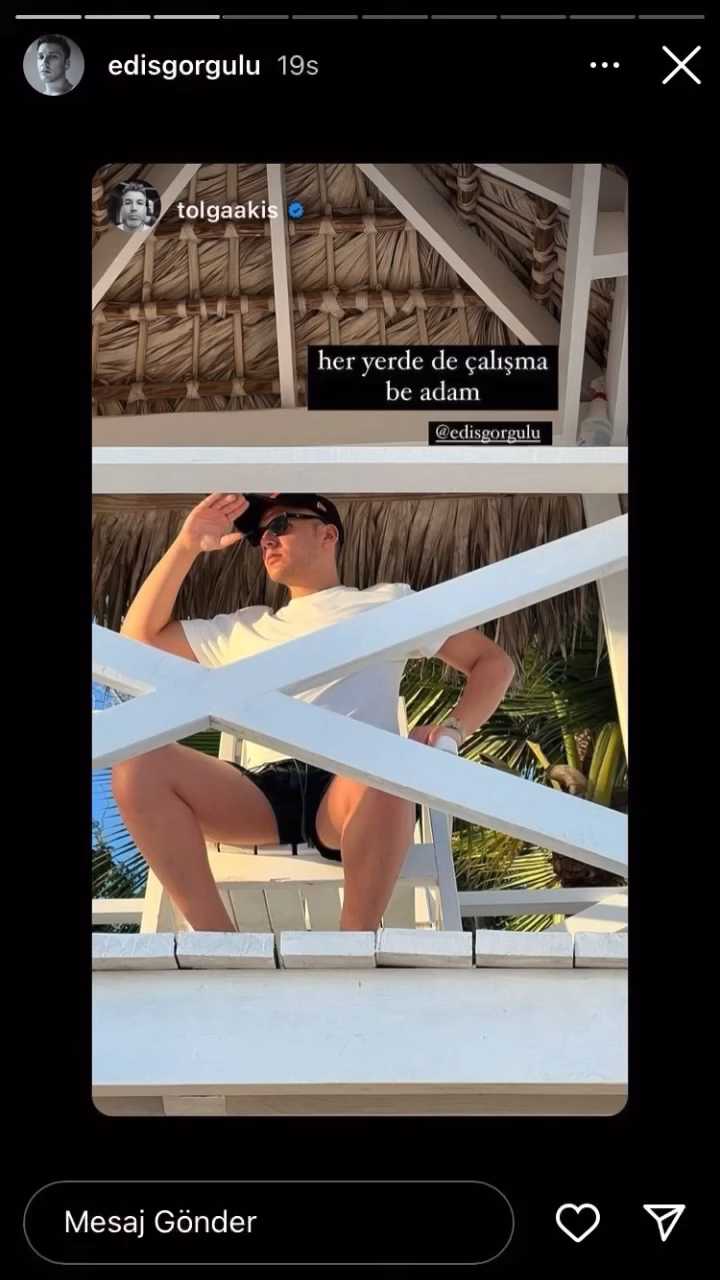 edisgorgulu 19s
tolgaakis
her yerde de çalışma
be adam
@edisgorgulu
Mesaj Gönder